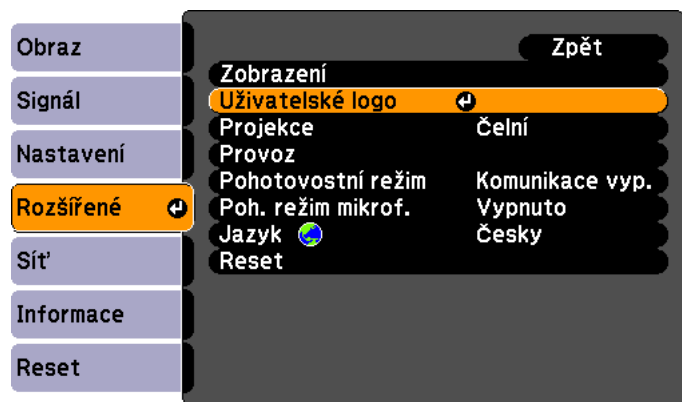 Obraz
Signál
Nastavení
Rozšířené
Síť
Informace
Reset
Zpět
Zobrazení
Uživatelské logo
Projekce Čelní
Provoz
Pohotovostní režim Komunikace vyp.
Poh. režim mikrof. Vypnuto
Jazyk Česky
Reset